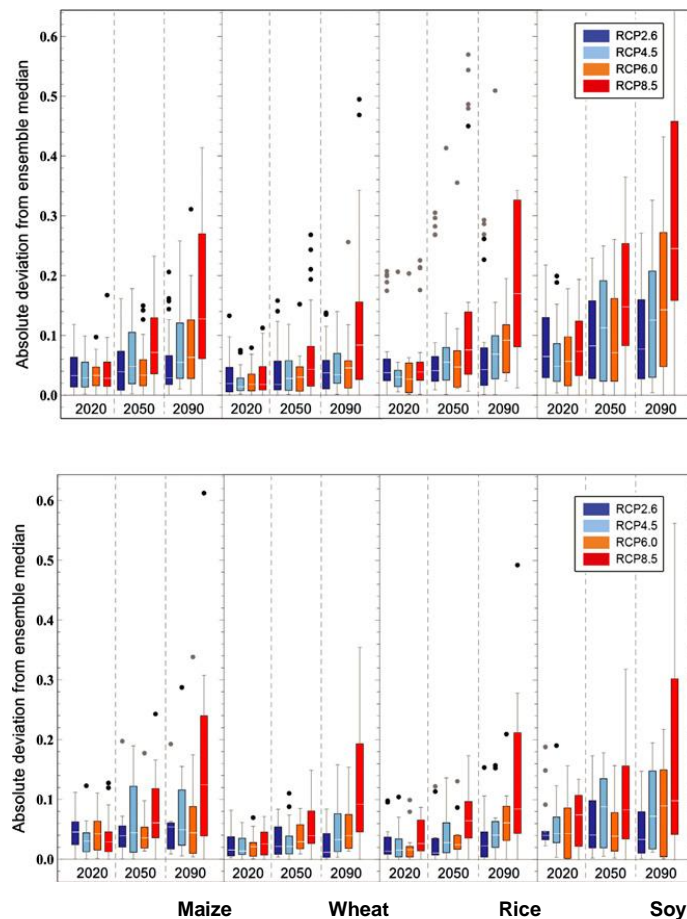 Absolute deviation from ensemble median
0.6
0.5
0.4
0.3
0.2
0.1
0.0
RCP2.6
RCP4.5
RCP6.0
RCP8.5
2020 2050 2090 2020 2050 2090 2020 2050 2090 2020 2050 2090
Absolute deviation from ensemble median
0.6
0.5
0.4
0.3
0.2
0.1
0.0
RCP2.6
RCP4.5
RCP6.0
RCP8.5
2020 2050 2090 2020 2050 2090 2020 2050 2090 2020 2050 2090
Maize Wheat Rice Soy